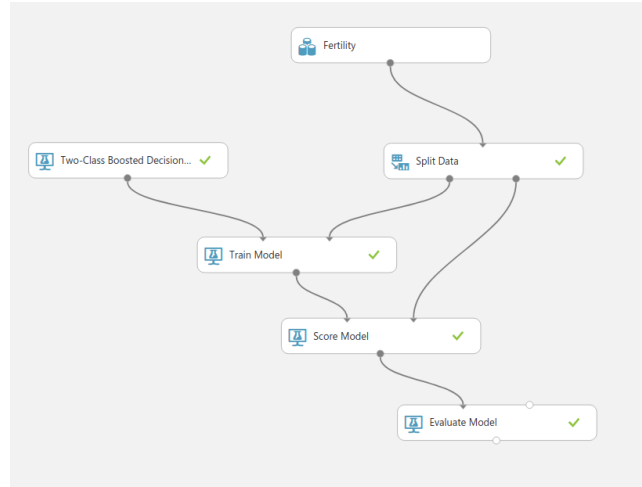 Fertility
Two-Class Boosted Decision...
Split Data
Train Model
Score Model
Evaluate Model